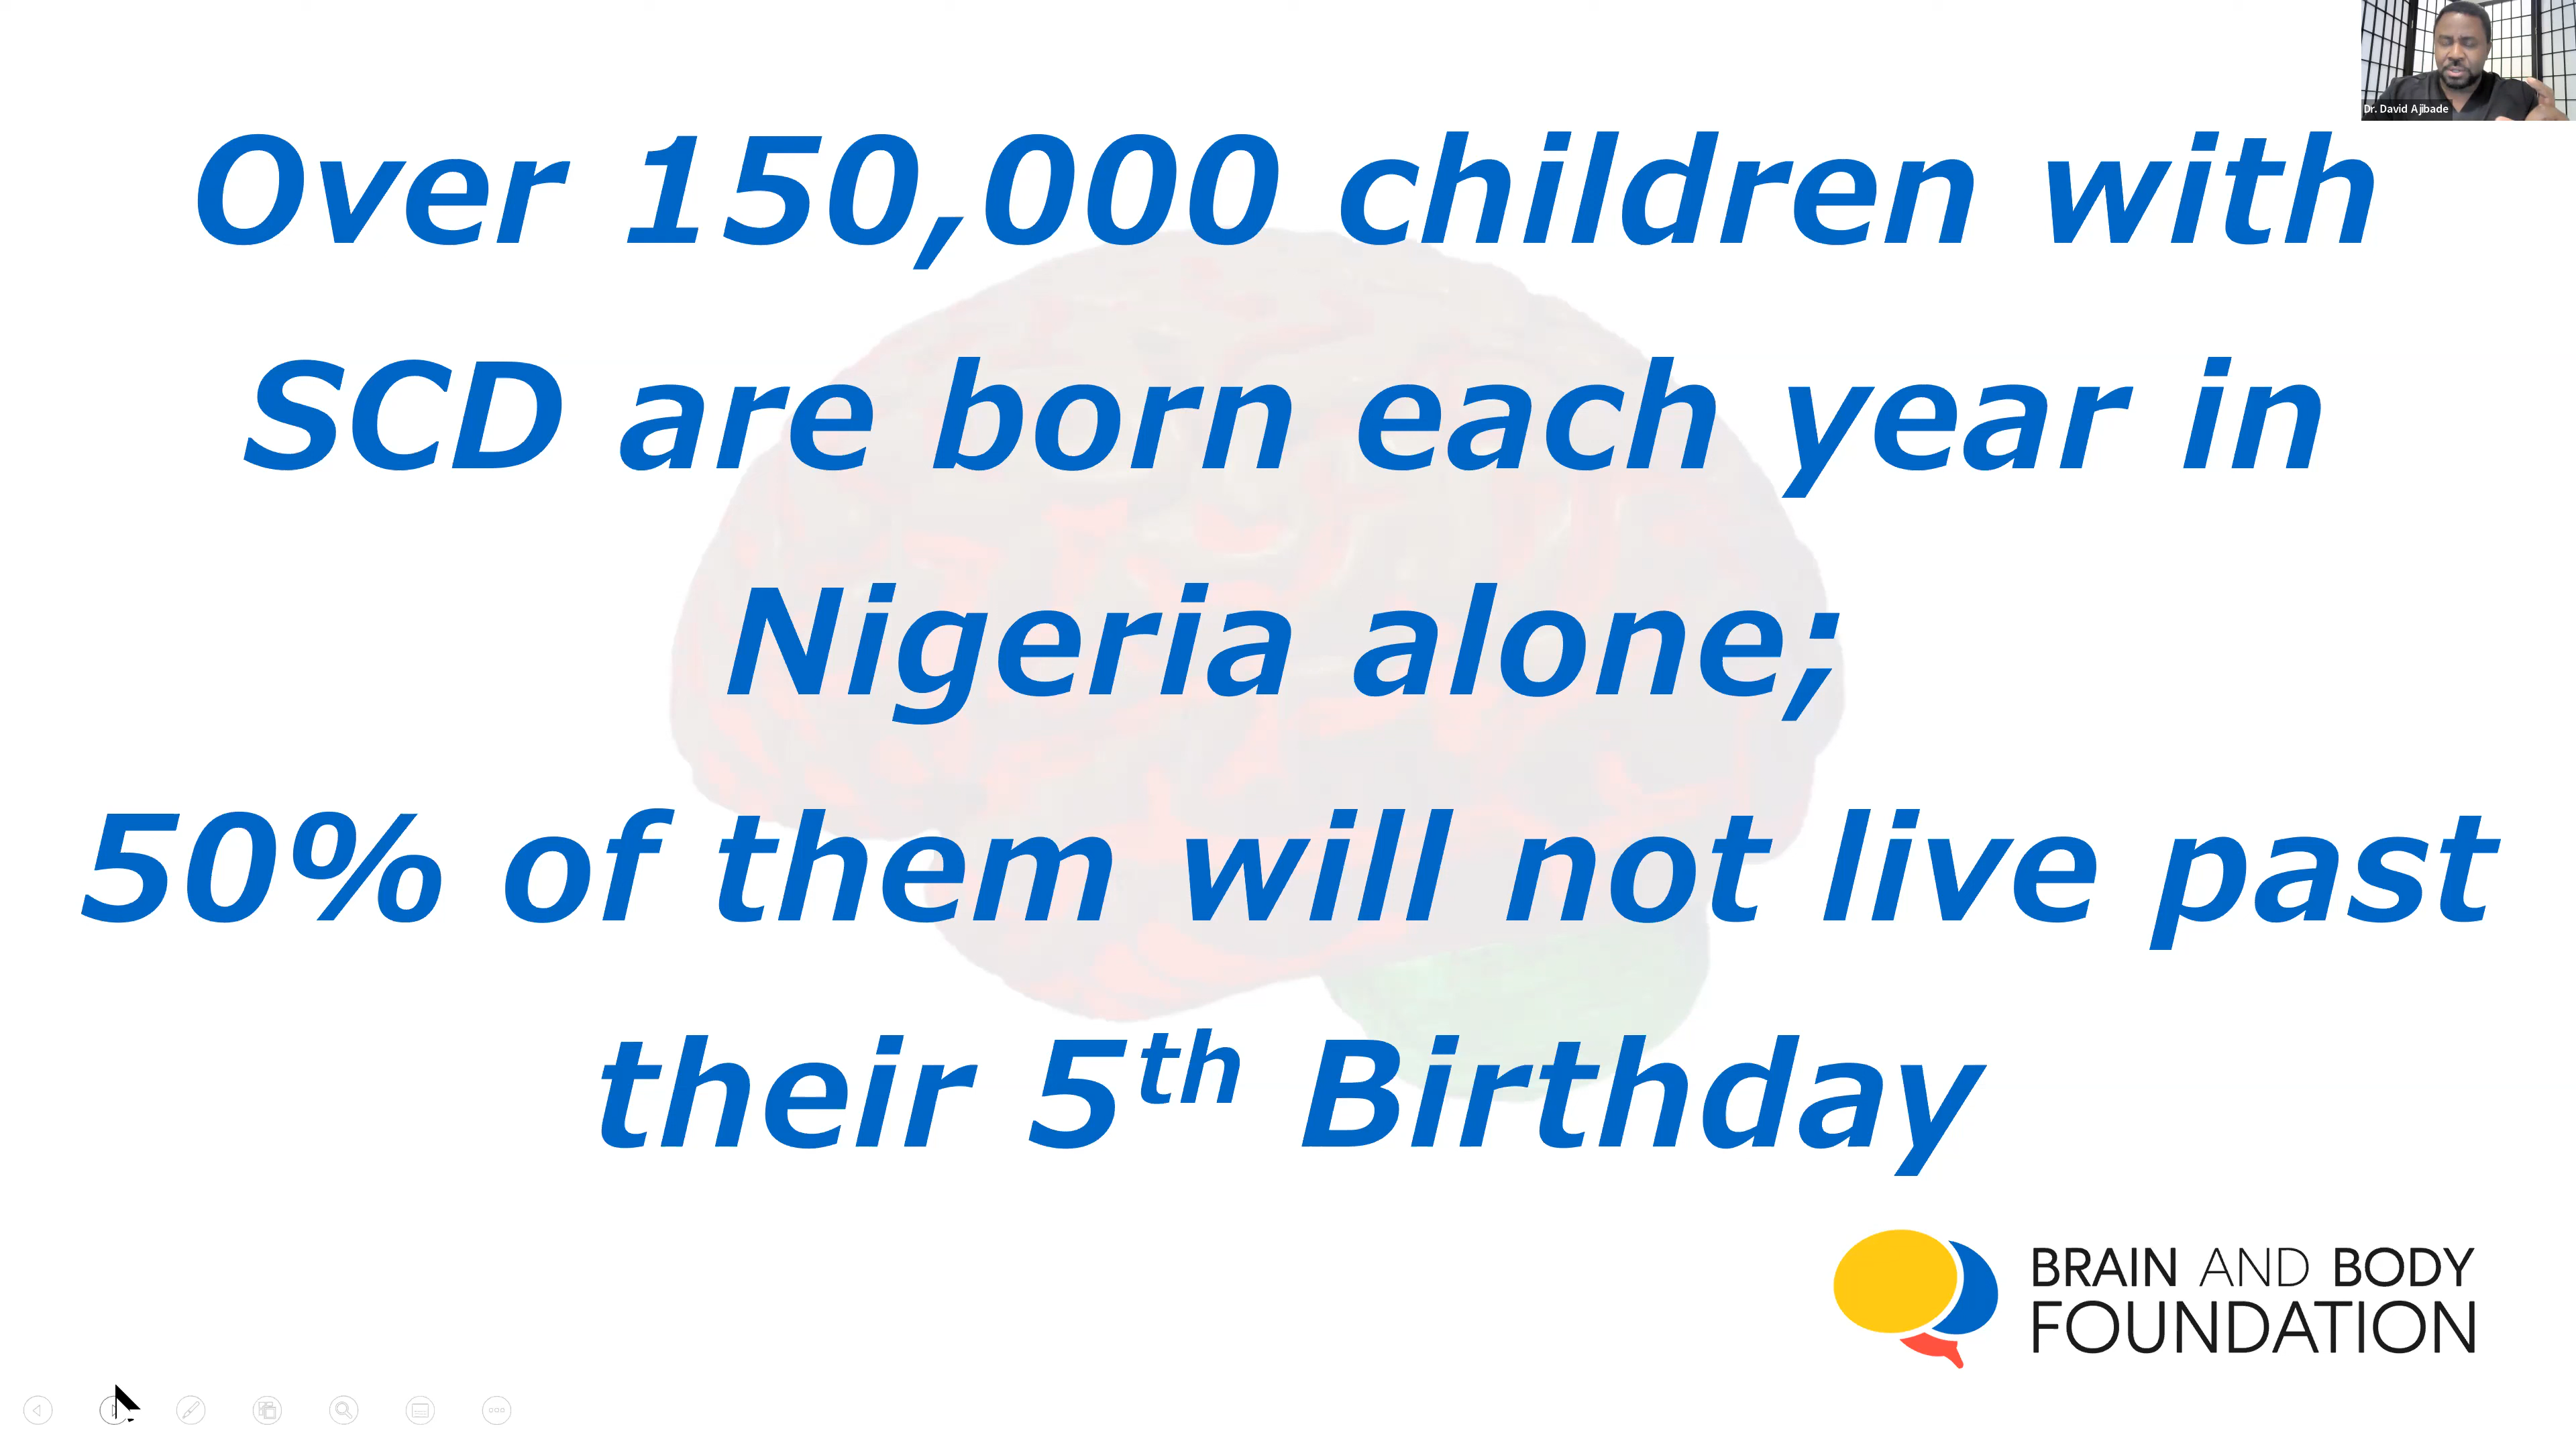 Dr. David Ajibade
Over 150,000 children with
SCD are born each year in
Nigeria alone;
50% of them will not live past
their 5th Birthday
BRAIN AND BODY
FOUNDATION